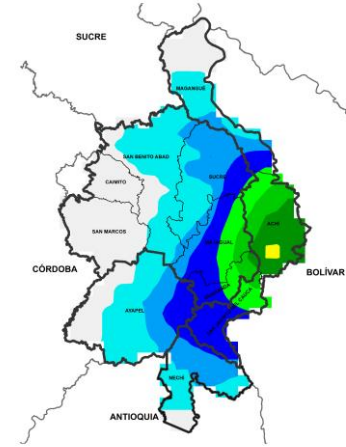 SUCRE
MAGANGUÉ
SAN BENITO ABAD
SUCRE
CAIMITO
ACHÍ
SAN MARCOS
CÓRDOBA
BOLÍVAR
AYAPEL
NECHÍ
ANTIOQUIA